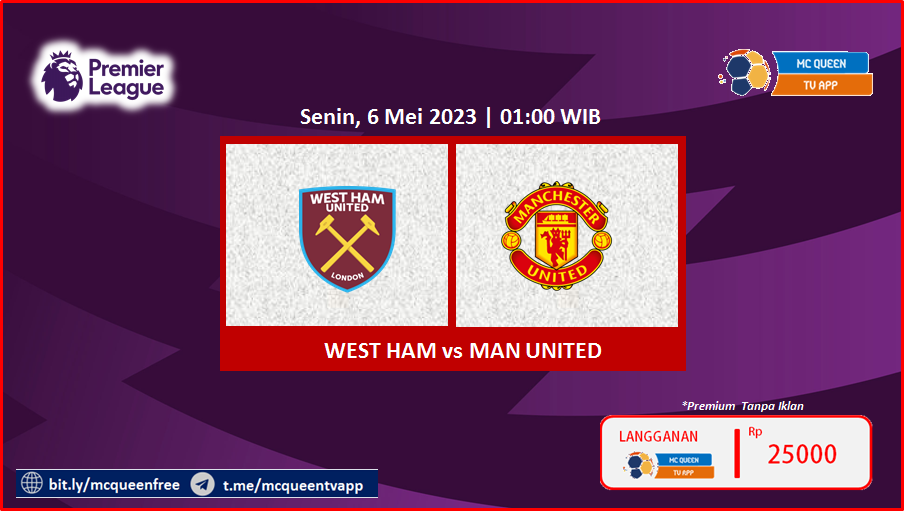 Premier
League
MC QUEEN
TV APP
Senin, 6 Mei 2023 | 01:00 WIB
WEST HAM
UNITED
LONDON
MANCHESTER
UNITED
WEST HAM vs MAN UNITED
*Premium Tanpa Iklan
LANGGANAN
MC QUEEN
TV APP
Rp
25000
bit.ly/mcqueenfree
t.me/mcqueentvapp